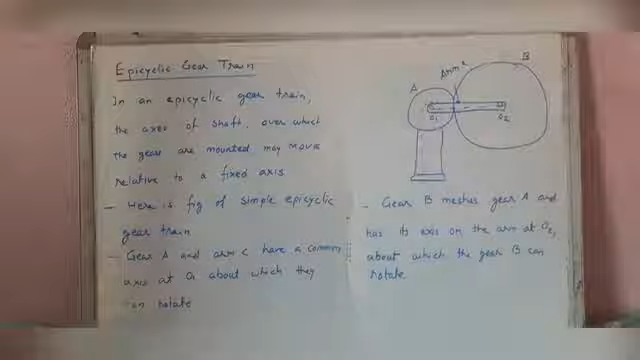 Epicyclic Gear Train
In an epicyclic gear train,
the axes of shaft, over which
the gear are mounted may move
relative to a fixed axis
- Here is fig of simple epicyclic
gear train
- Gear A and arm C have a common
axis at O1 about which they
can rotate
A
Arm
B
O1
O2
- Gear B meshes gear A and
has its axis on the arm at O2,
about which the gear B can
rotate